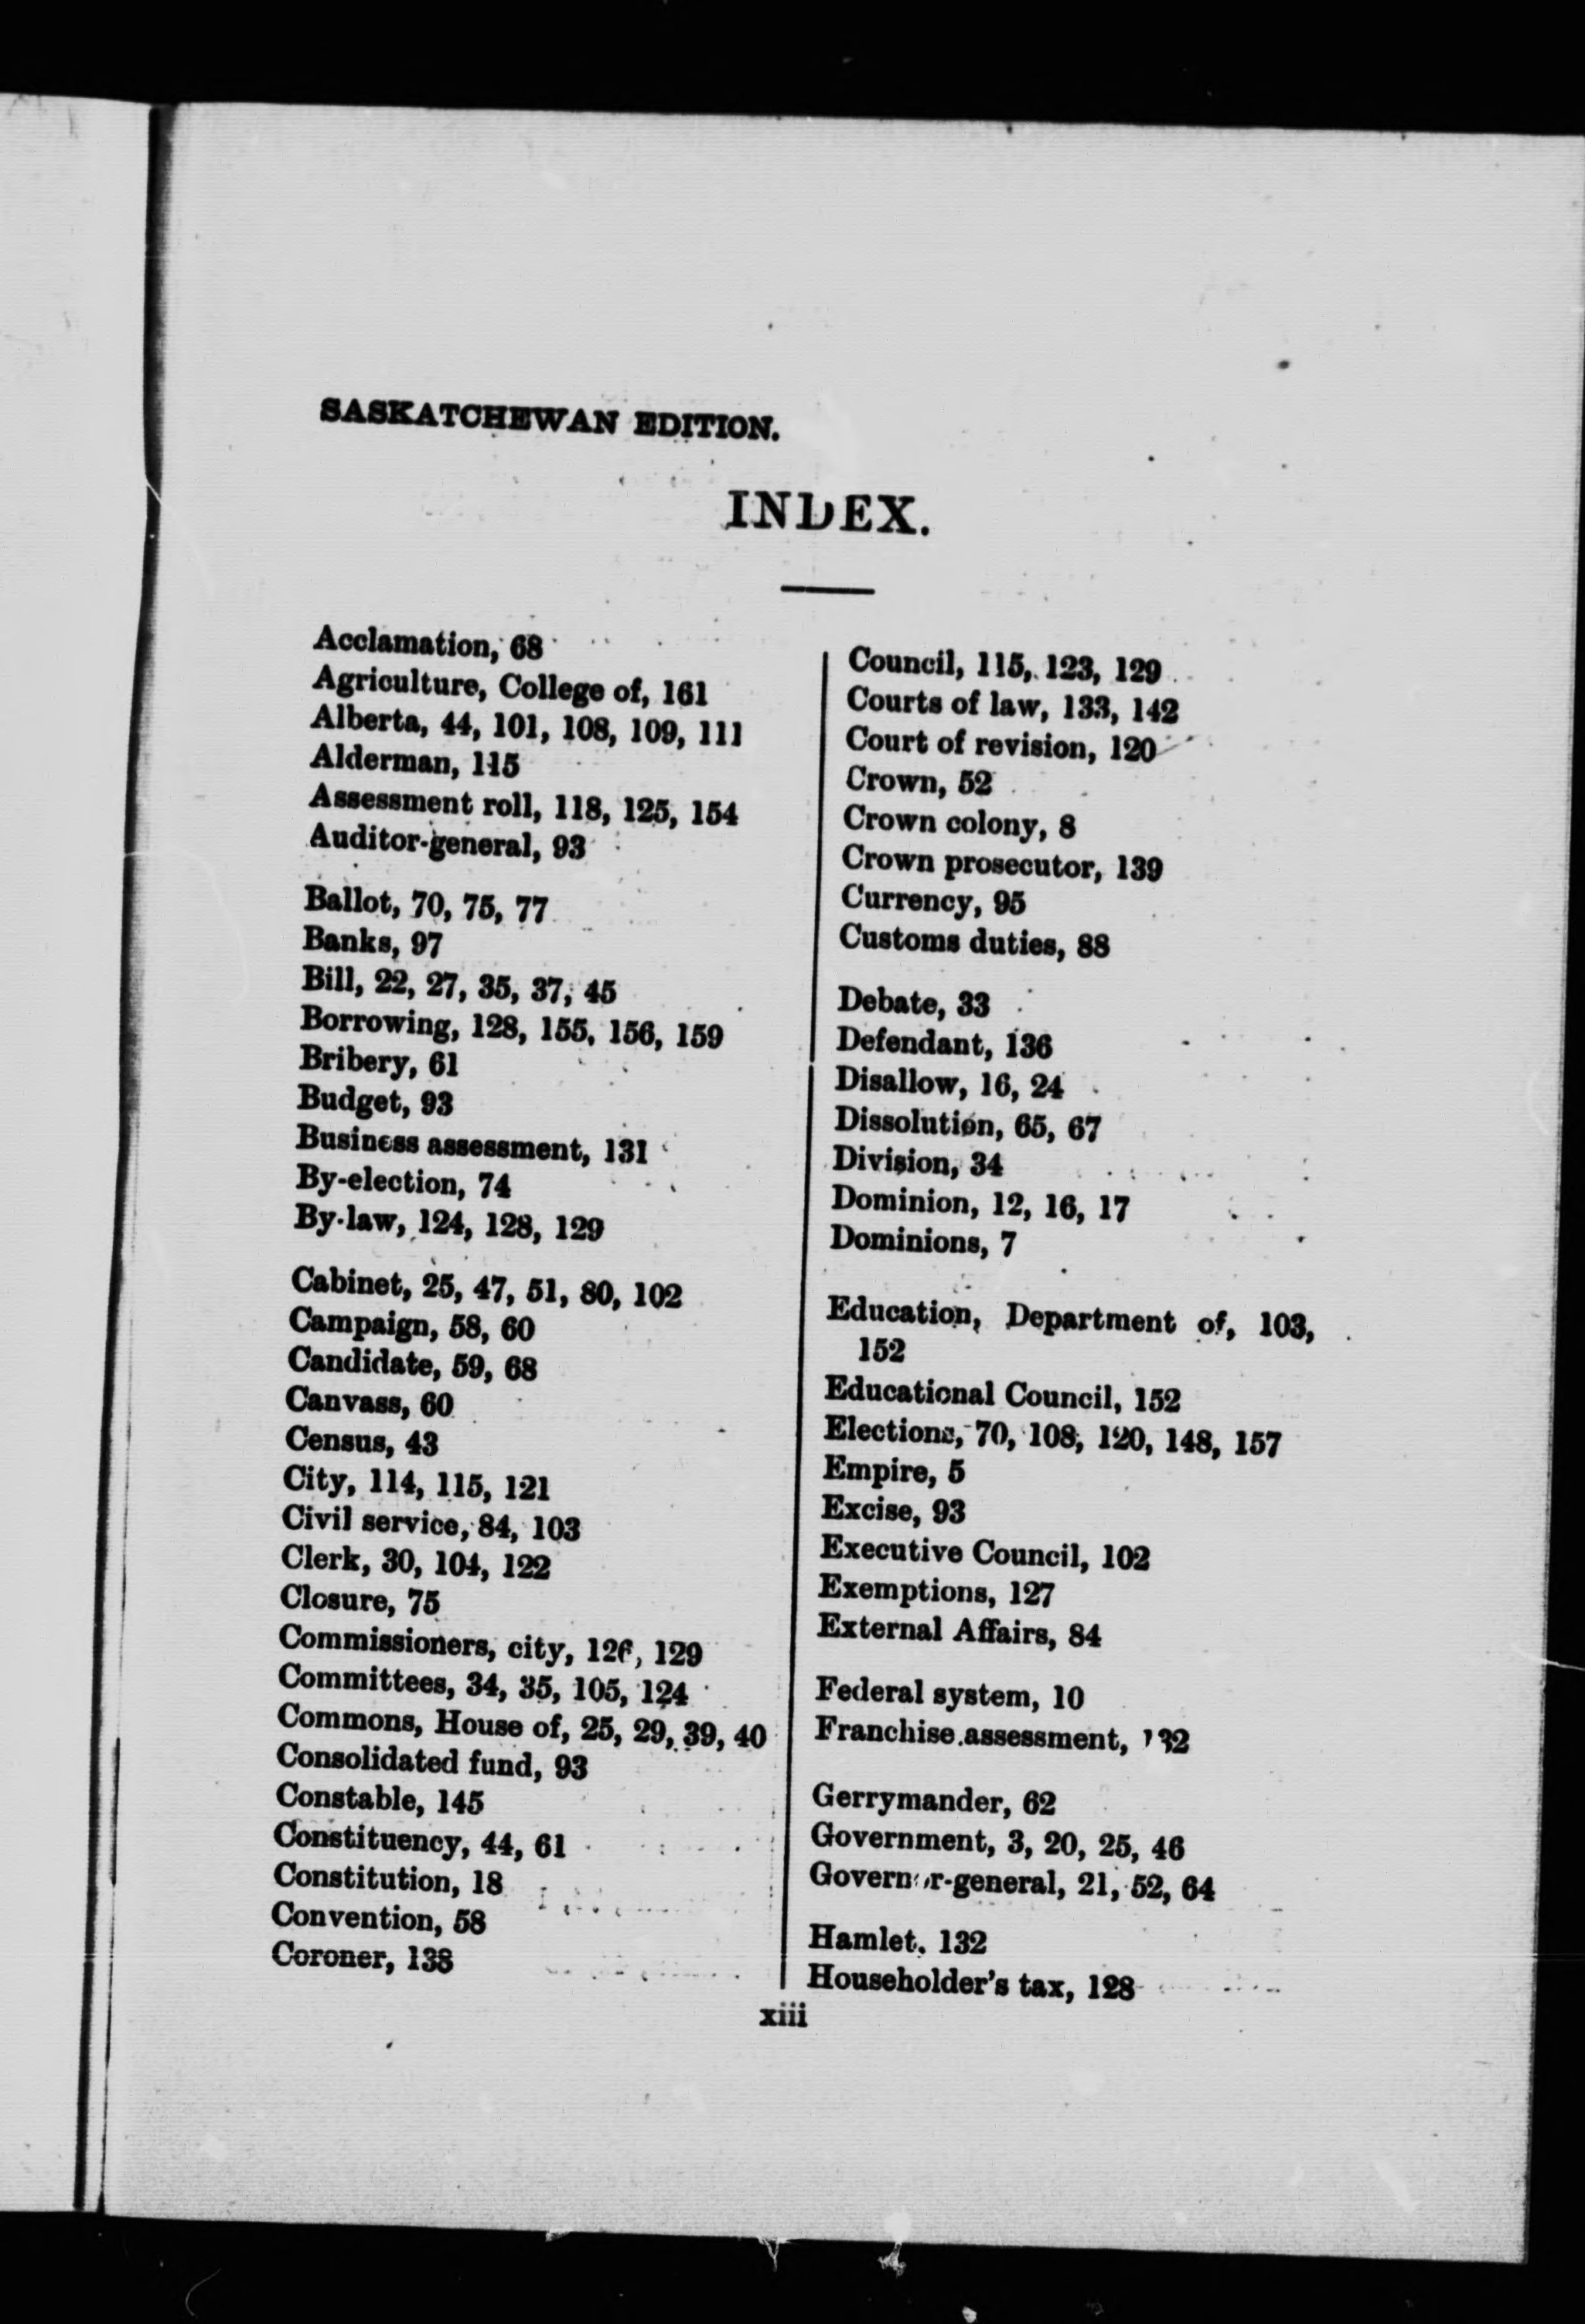 SASKATCHEWAN EDITION.
INDEX.
Acclamation, 68
Agriculture, College of, 161
Alberta, 44, 101, 108, 109, 111
Alderman, 115
Assessment roll, 118, 125, 154
Auditor-general, 93
Ballot, 70, 75, 77
Banks, 97
Bill, 22, 27, 35, 37, 45
Borrowing, 128, 155, 156, 159
Bribery, 61
Budget, 93
Business assessment, 131
By-election, 74
By-law, 124, 128, 129
Cabinet, 25, 47, 51, 80, 102
Campaign, 58, 60
Candidate, 59, 68
Canvass, 60
Census, 43
City, 114, 115, 121
Civil service, 84, 103
Clerk, 30, 104, 122
Closure, 75
Commissioners, city, 126, 129
Committees, 34, 35, 105, 124
Commons, House of, 25, 29, 39, 40
Consolidated fund, 93
Constable, 145
Constituency, 44, 61
Constitution, 18
Convention, 58
Coroner, 138
Council, 115, 123, 129
Courts of law, 133, 142
Court of revision, 120
Crown, 52
Crown colony, 8
Crown prosecutor, 139
Currency, 95
Customs duties, 88
Debate, 33
Defendant, 136
Disallow, 16, 24
Dissolution, 65, 67
Division, 34
Dominion, 12, 16, 17
Dominions, 7
Education, Department of, 103,
152
Educational Council, 152
Elections, 70, 108, 120, 148, 157
Empire, 5
Excise, 93
Executive Council, 102
Exemptions, 127
External Affairs, 84
Federal system, 10
Franchise assessment, 132
Gerrymander, 62
Government, 3, 20, 25, 46
Governor-general, 21, 52, 64
Hamlet, 132
Householder's tax, 128
xiii